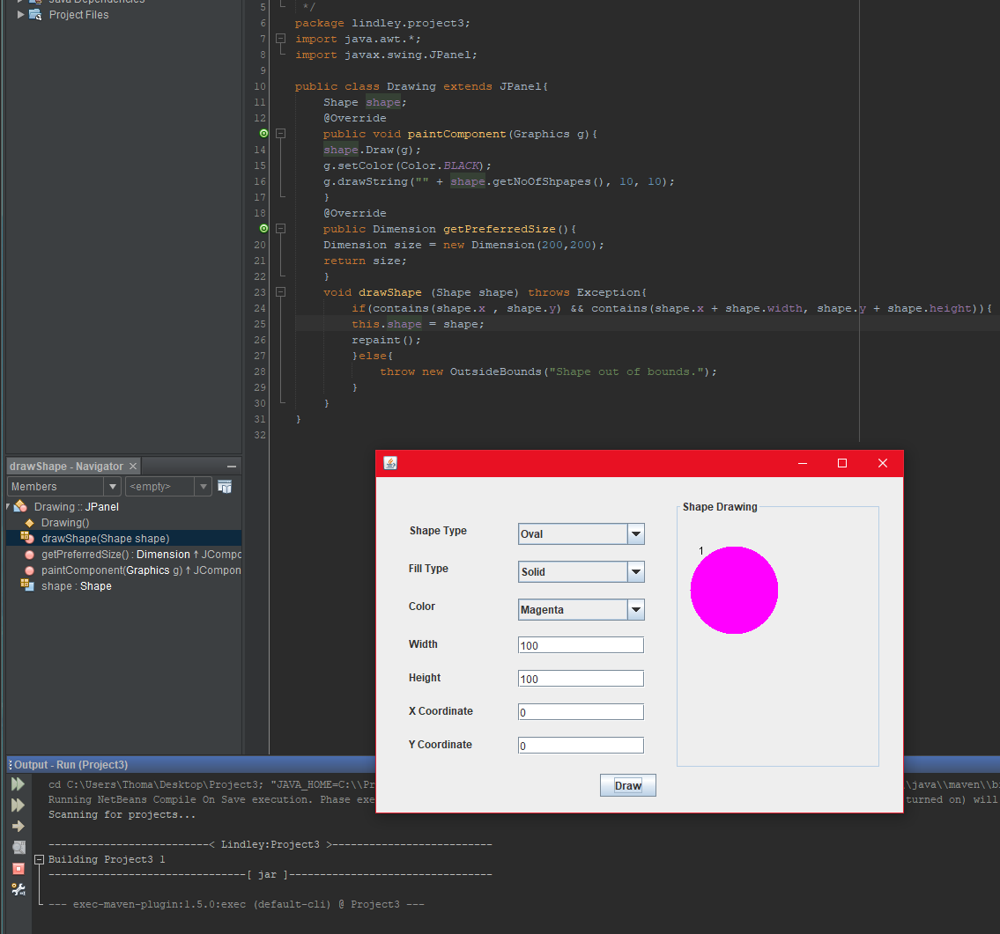 Java Dependencies
Project Files
5 */
6 package lindley.project3;
7 import java.awt.*;
8 import javax.swing.JPanel;
9
10 public class Drawing extends JPanel{
11 Shape shape;
12 @Override
public void paintComponent(Graphics g){
14 shape.Draw(g);
15 g.setColor(Color.BLACK);
16 g.drawString("" + shape.getNoOfShpapes(), 10, 10);
17 }
18 @Override
public Dimension getPreferredSize(){
20 Dimension size = new Dimension(200,200);
21 return size;
22 }
23 void drawShape (Shape shape) throws Exception{
24 if(contains(shape.x , shape.y) && contains(shape.x + shape.width, shape.y + shape.height)){
25 this.shape = shape;
26 repaint();
27 }else{
28 throw new OutsideBounds("Shape out of bounds.");
29 }
30 }
31 }
32
drawShape - Navigator
Members <empty>
Drawing :: JPanel
Drawing()
drawShape(Shape shape)
getPreferredSize() : Dimension ↑ JCompo
paintComponent(Graphics g) ↑ JCompon
shape : Shape
Shape Type Oval
Fill Type Solid
Color Magenta
Width 100
Height 100
X Coordinate 0
Y Coordinate 0
Draw
Shape Drawing
1
Output - Run (Project3)
cd C:\Users\Thoma\Desktop\Project3; "JAVA_HOME=C:\\Pr \java\\maven\\b
Running NetBeans Compile On Save execution. Phase exe turned on) will
Scanning for projects...
------------------------< Lindley:Project3 >------------------------
Building Project3 1
--------------------------------[ jar ]---------------------------------
--- exec-maven-plugin:1.5.0:exec (default-cli) @ Project3 ---